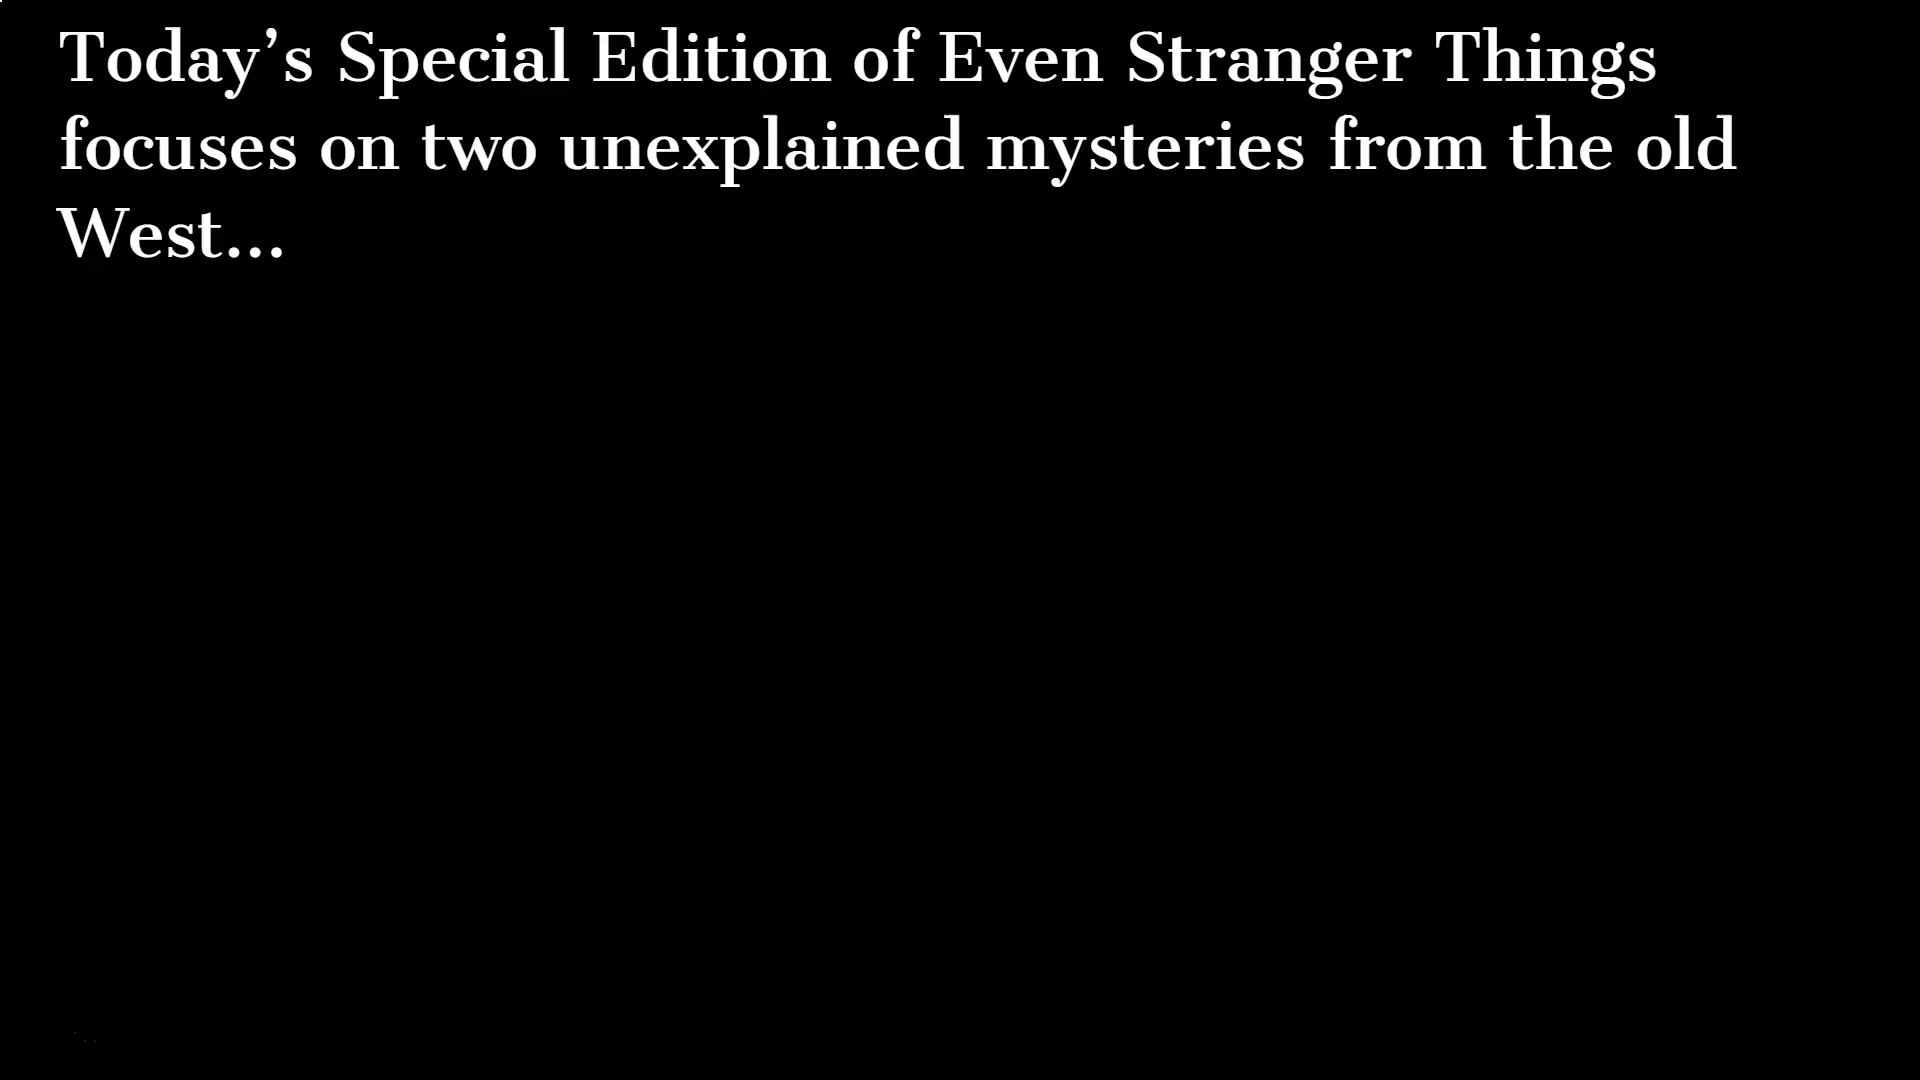 Today’s Special Edition of Even Stranger Things
focuses on two unexplained mysteries from the old
West...